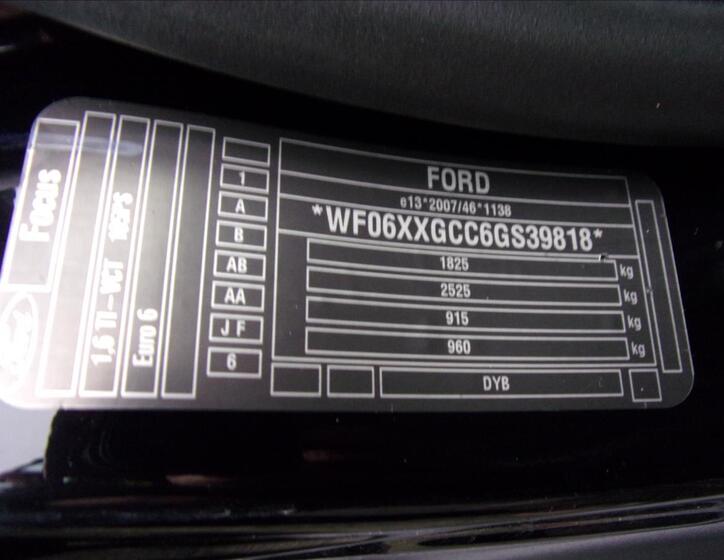 Focus
1,6 TI-VCT 105PS
Euro 6
1
A
B
AB
AA
J F
6
FORD
e13*2007/46*1138
*WF06XXGCC6GS39818*
1825 kg
2525 kg
915 kg
960 kg
DYB